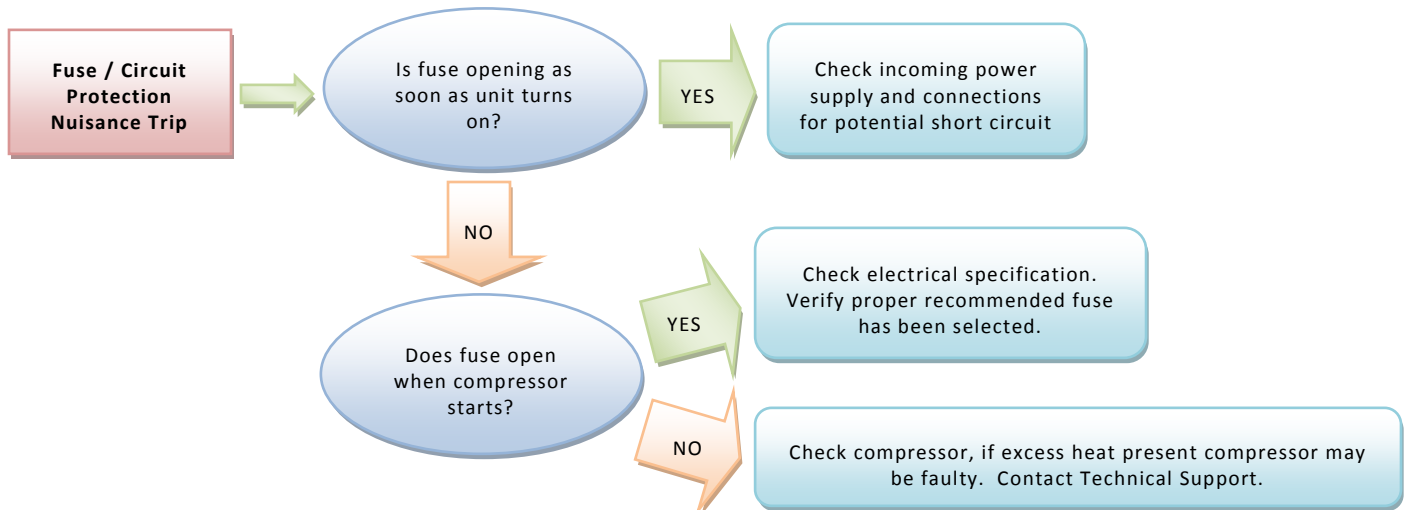 Fuse / Circuit
Protection
Nuisance Trip
Is fuse opening as
soon as unit turns
on?
YES
Check incoming power
supply and connections
for potential short circuit
NO
Does fuse open
when compressor
starts?
YES
Check electrical specification.
Verify proper recommended fuse
has been selected.
NO
Check compressor, if excess heat present compressor may
be faulty. Contact Technical Support.